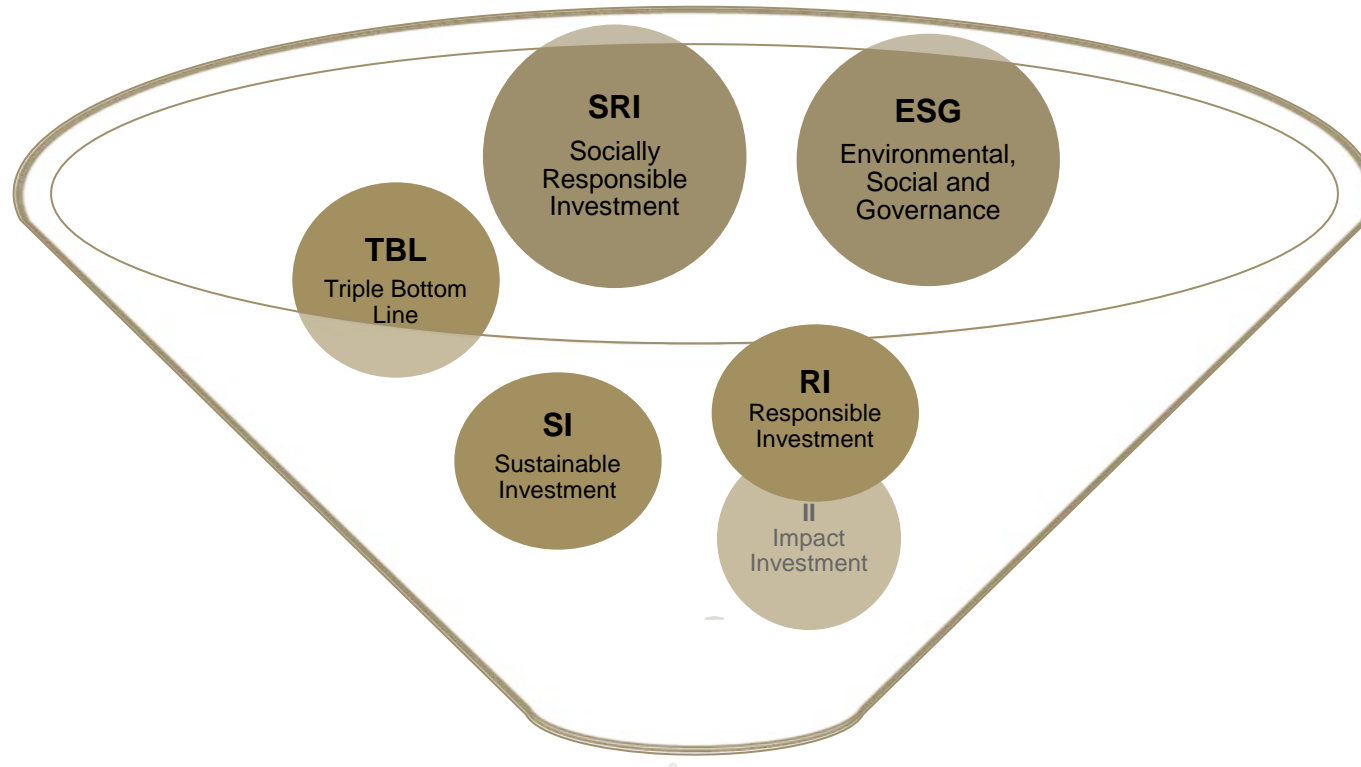 SRI
Socially
Responsible
Investment
ESG
Environmental,
Social and
Governance
TBL
Triple Bottom
Line
RI
Responsible
Investment
SI
Sustainable
Investment
II
Impact
Investment